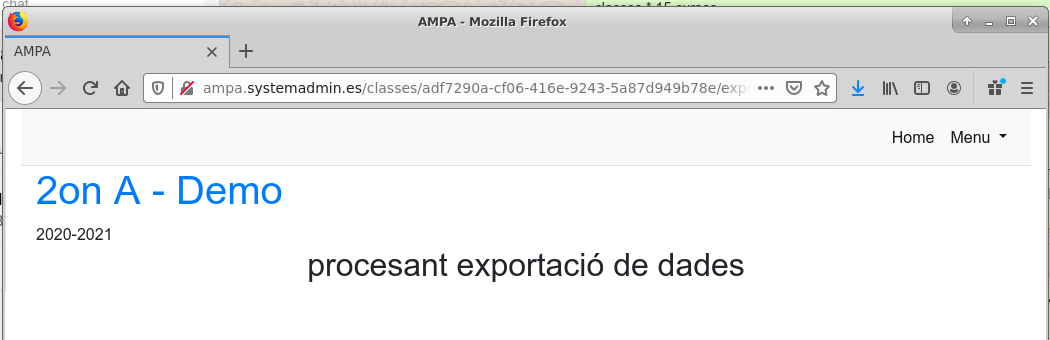 chat
classes * 15 cursos
AMPA - Mozilla Firefox
AMPA
ampa.systemadmin.es/classes/adf7290a-cf06-416e-9243-5a87d949b78e/exp
Home Menu
2on A - Demo
2020-2021
procesant exportació de dades